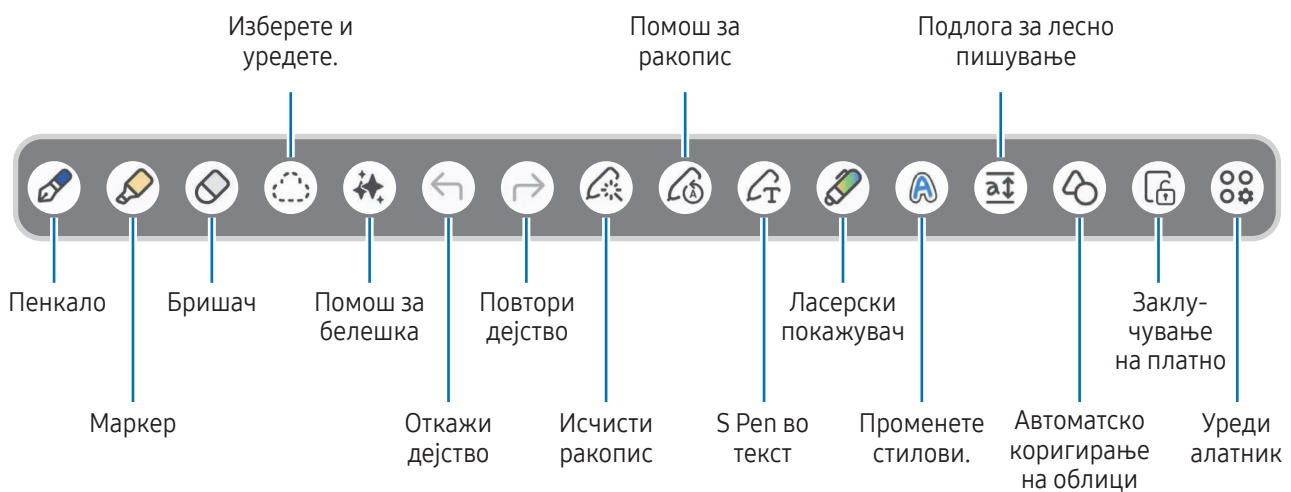 Изберете и
уредете.
Помош за
ракопис
Подлога за лесно
пишување
Пенкало
Бришач
Помош за
белешка
Повтори
дејство
Ласерски
покажувач
Заклу-
чување
на платно
Маркер
Откажи
дејство
Исчисти
ракопис
S Pen во
текст
Променете
стилови.
Автоматско
коригирање
на облици
Уреди
алатник